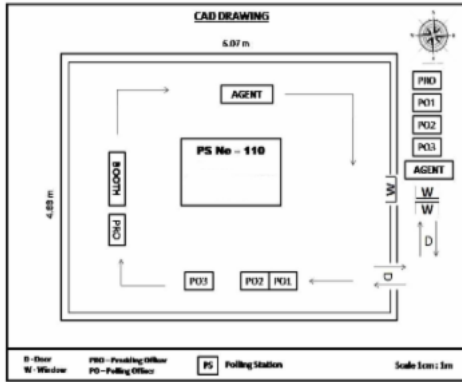 CAD DRAWING
6.07 m
PRO
PO1
PO2
PO3
AGENT
W
W
D
AGENT
PS No - 110
BOOTH
PRO
4.88 m
W
D
PO3
PO2 PO1
D - Door
W - Window
PRO - Presiding Officer
PO - Polling Officer
PS Polling Station
Scale 1cm : 1m